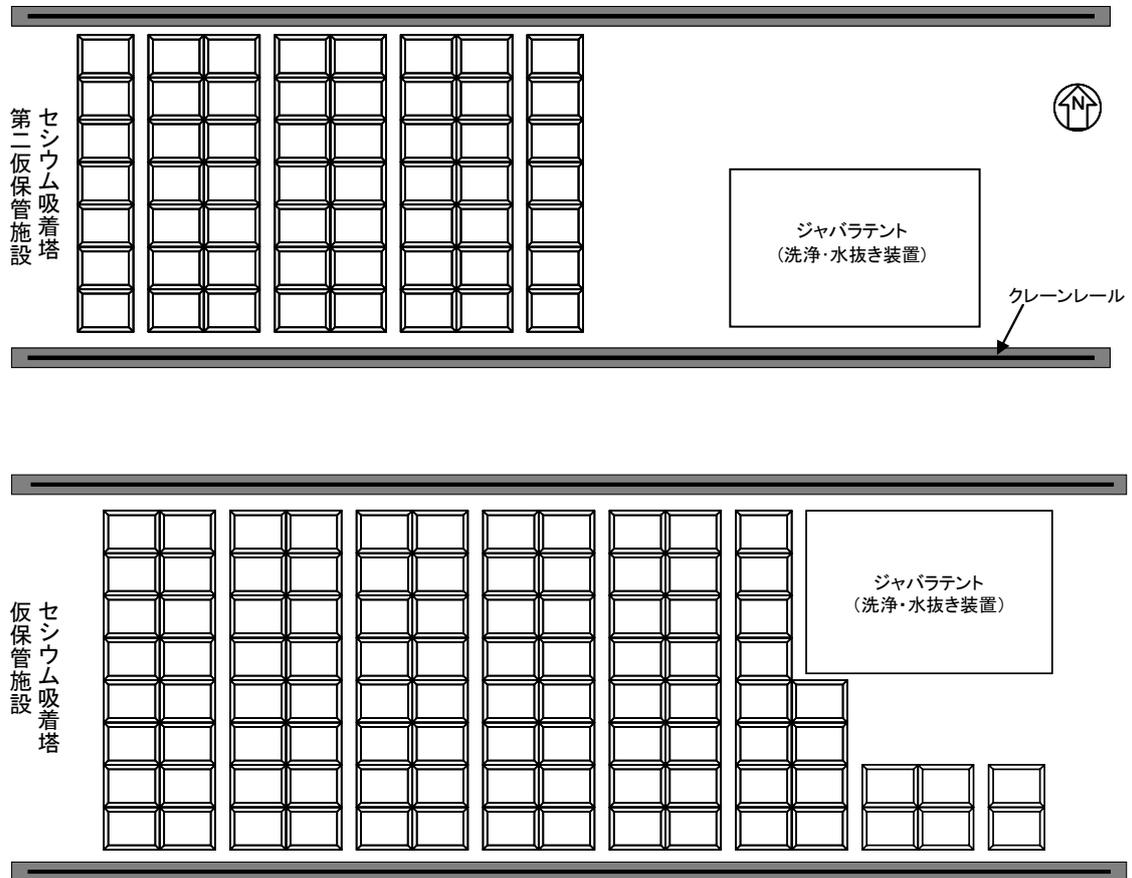 セシウム吸着塔
第二仮保管施設
N
ジャバラテント
（洗浄・水抜き装置）
クレーンレール
セシウム吸着塔
仮保管施設
ジャバラテント
（洗浄・水抜き装置）